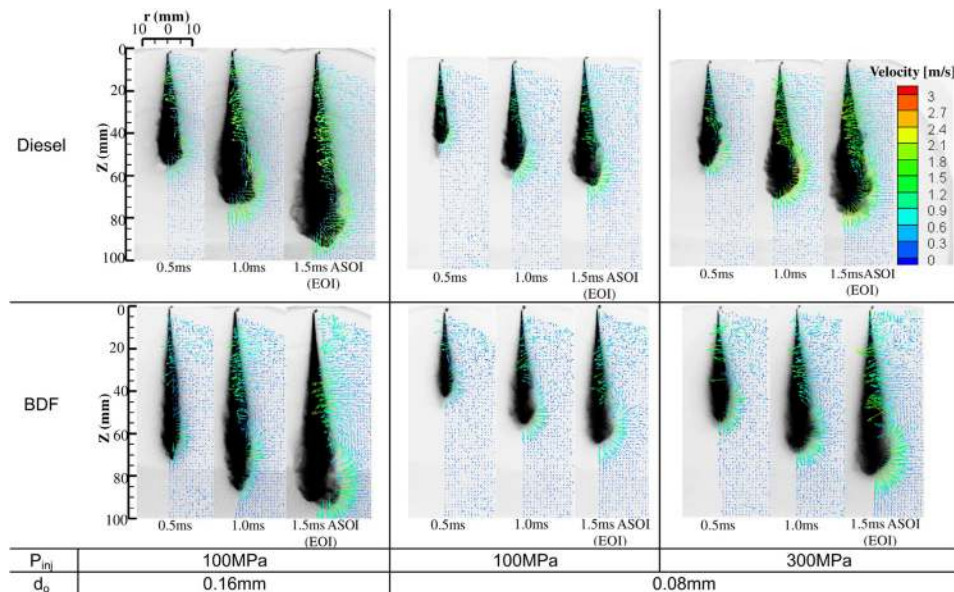 r (mm)
10 0 10
Velocity [m/s]
3
2.7
2.4
2.1
1.8
1.5
1.2
0.9
0.6
0.3
0
Diesel
Z (mm)
0
20
40
60
80
100
0.5ms 1.0ms 1.5ms ASOI
(EOI)
0.5ms 1.0ms 1.5ms ASOI
(EOI)
0.5ms 1.0ms 1.5ms ASOI
(EOI)
BDF
Z (mm)
0
20
40
60
80
100
0.5ms 1.0ms 1.5ms ASOI
(EOI)
0.5ms 1.0ms 1.5ms ASOI
(EOI)
0.5ms 1.0ms 1.5ms ASOI
(EOI)
Pinj 100MPa 100MPa 300MPa
do 0.16mm 0.08mm